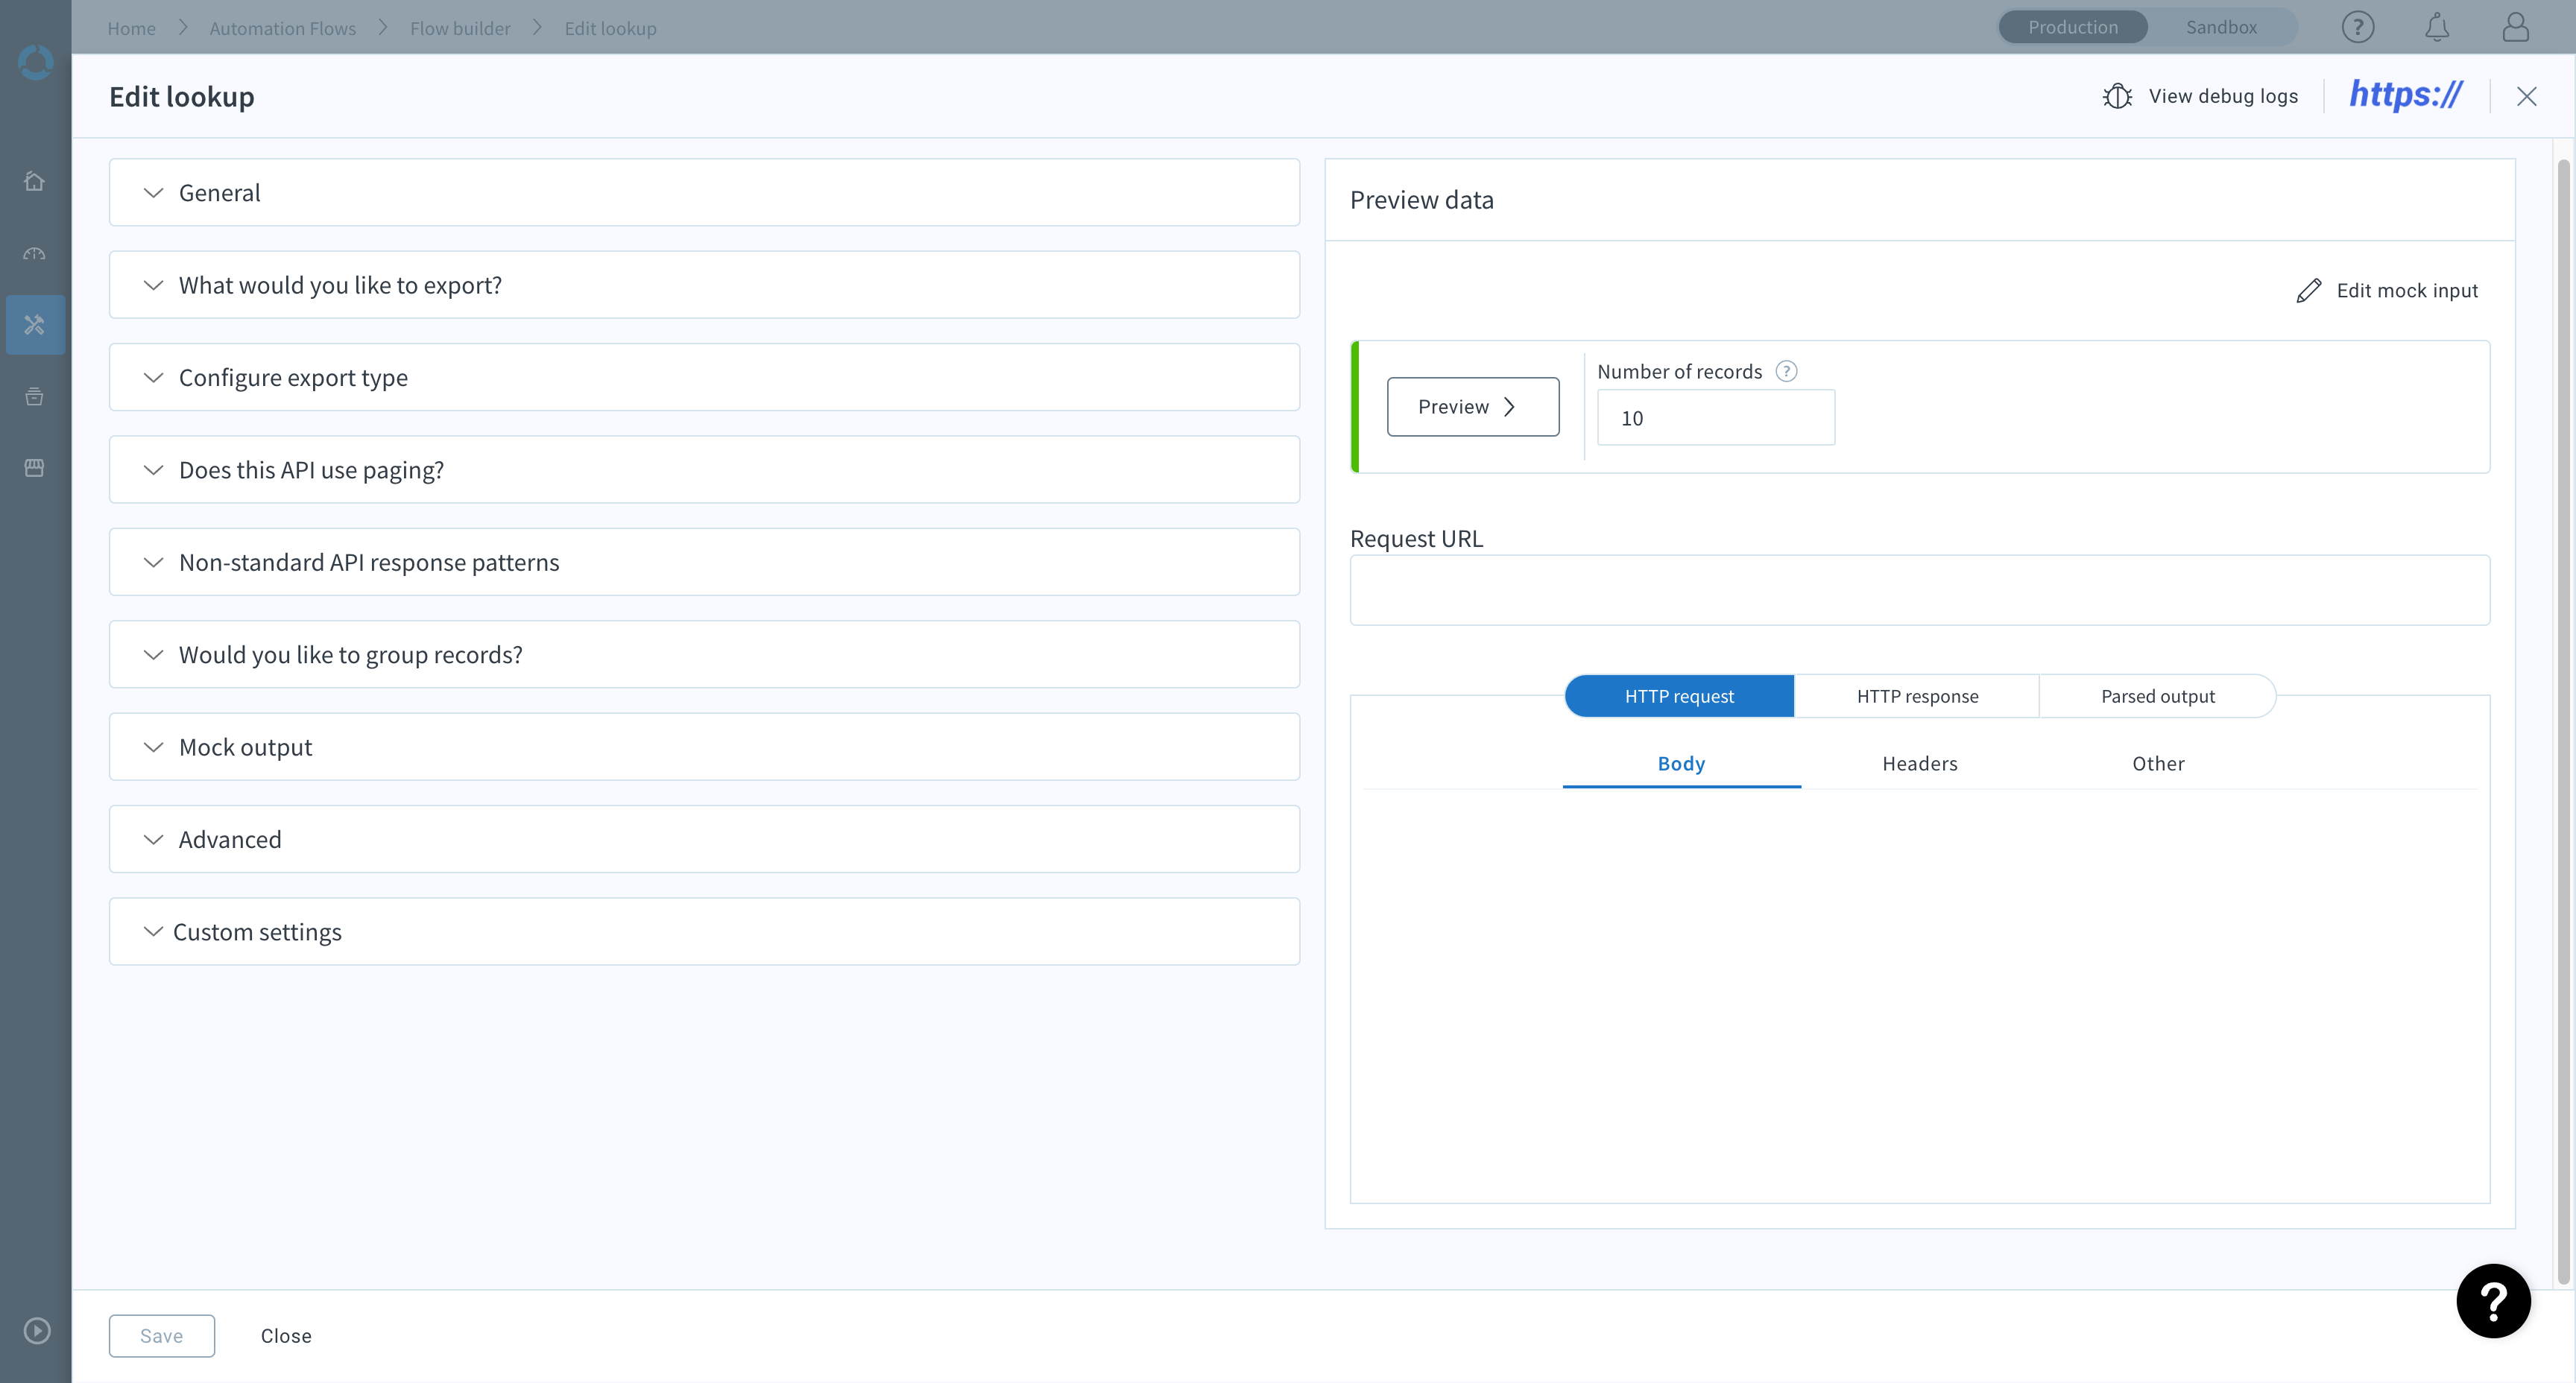 Home
Automation Flows
Flow builder
Edit lookup
Production
Sandbox
?
Edit lookup
View debug logs
https://
General
What would you like to export?
Configure export type
Does this API use paging?
Non-standard API response patterns
Would you like to group records?
Mock output
Advanced
Custom settings
Preview data
Edit mock input
Preview
Number of records ?
10
Request URL
HTTP request
HTTP response
Parsed output
Body
Headers
Other
Save
Close
?